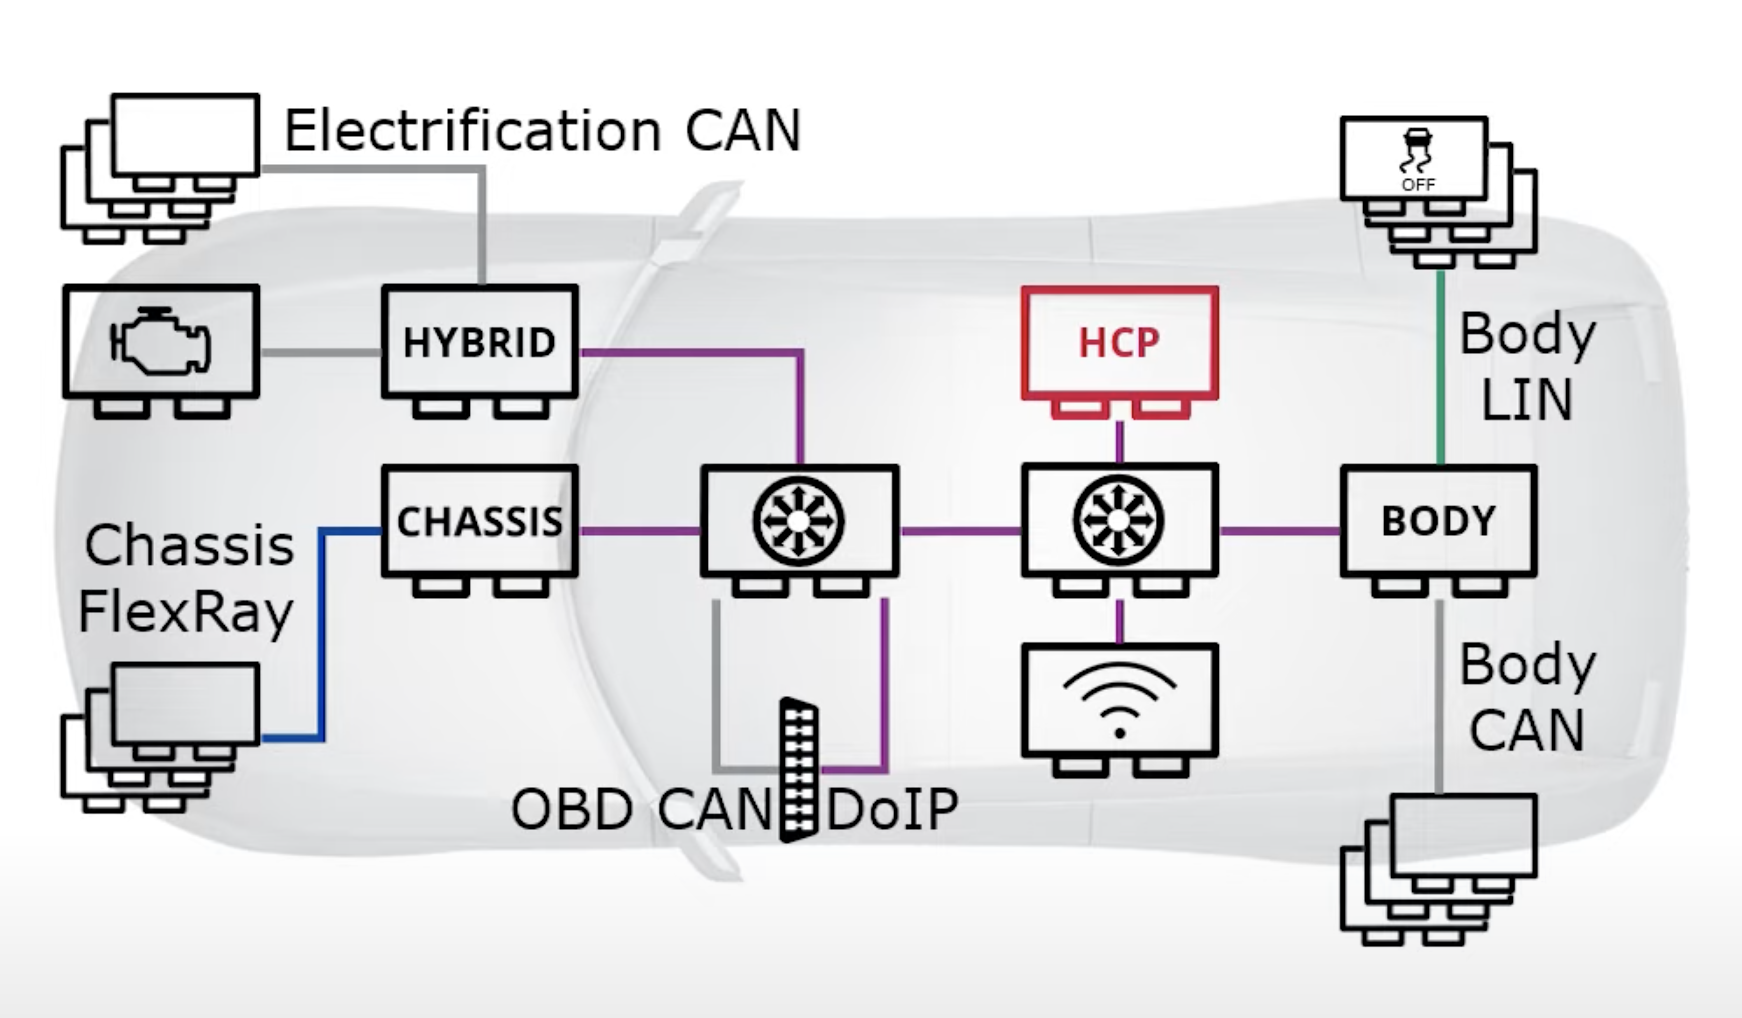 Electrification CAN
OFF
HYBRID
HCP
Body
LIN
CHASSIS
BODY
Chassis
FlexRay
Body
CAN
OBD CAN
DoIP